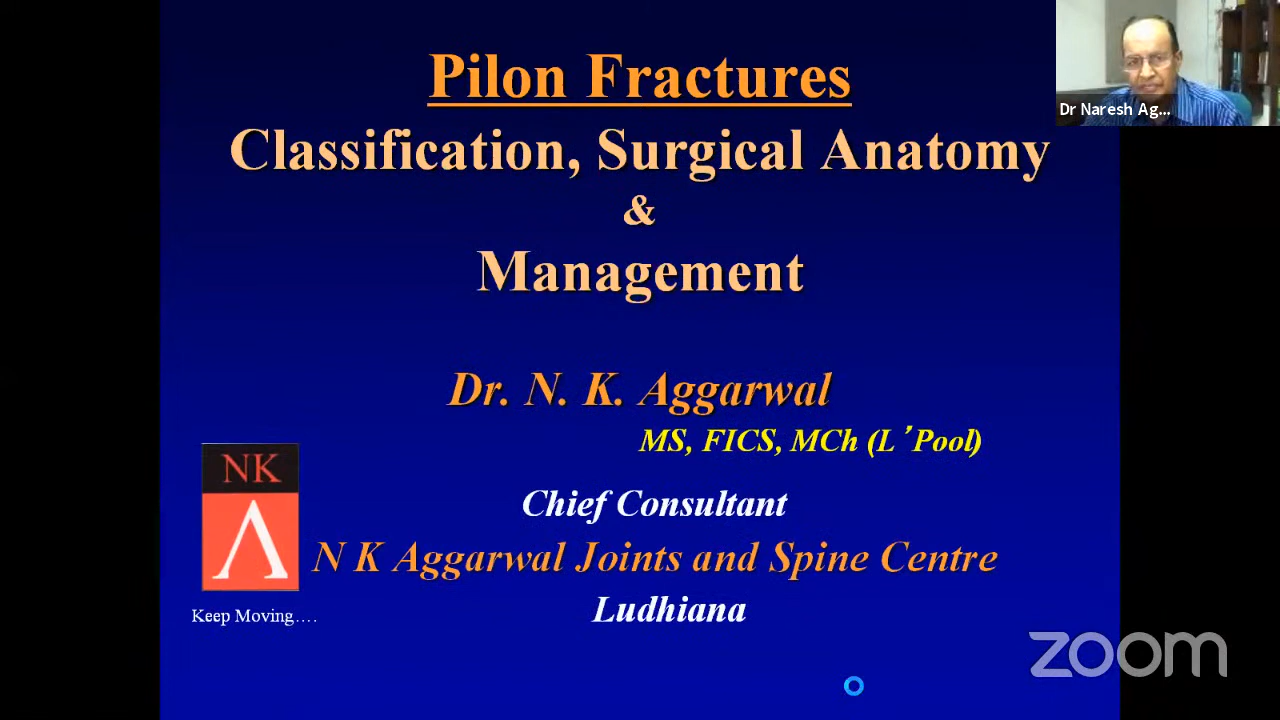 Pilon Fractures
Classification, Surgical Anatomy
&
Management
Dr. N. K. Aggarwal
MS, FICS, MCh (L ’Pool)
Chief Consultant
N K Aggarwal Joints and Spine Centre
Ludhiana
NK
Λ
Keep Moving….
Dr Naresh Ag...
zoom